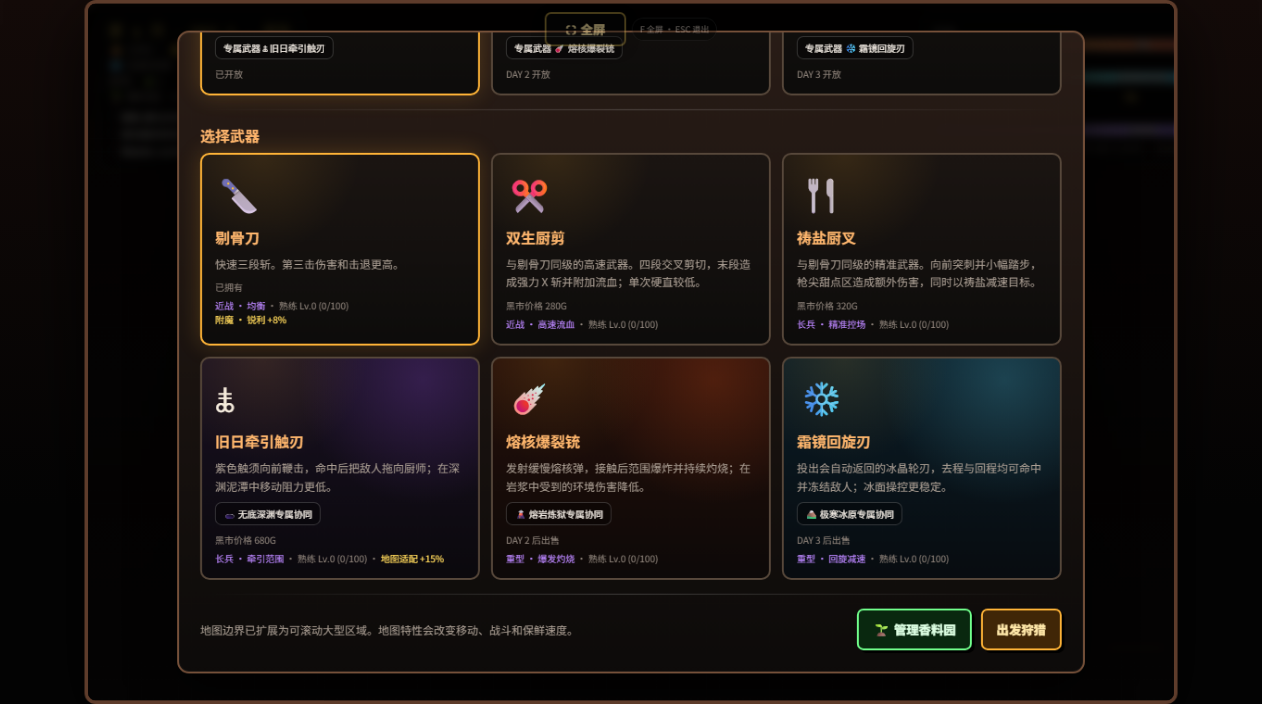 全屏
F 全屏 · ESC 退出
专属武器 旧日牵引触刃
专属武器 熔核爆裂铳
专属武器 霜镜回旋刃
已开放
DAY 2 开放
DAY 3 开放
选择武器
剔骨刀
快速三段斩。第三击伤害和击退更高。
已拥有
近战 · 均衡 · 熟练 Lv.0 (0/100)
附魔 · 锐利 +8%
双生厨剪
与剔骨刀同级的高速武器。四段交叉剪切，末段造
成强力 X 斩并附加流血；单次硬直较低。
黑市价格 280G
近战 · 高速流血 · 熟练 Lv.0 (0/100)
祷盐厨叉
与剔骨刀同级的精准武器。向前突刺并小幅踏步，
枪尖甜点区造成额外伤害，同时以祷盐减速目标。
黑市价格 320G
长兵 · 精准控场 · 熟练 Lv.0 (0/100)
旧日牵引触刃
紫色触须向前鞭击，命中后把敌人拖向厨师；在深
渊泥潭中移动阻力更低。
无底深渊专属协同
黑市价格 680G
长兵 · 牵引范围 · 熟练 Lv.0 (0/100) · 地图适配 +15%
熔核爆裂铳
发射缓慢熔核弹，接触后范围爆炸并持续灼烧；在
岩浆中受到的环境伤害降低。
熔岩炼狱专属协同
DAY 2 后出售
重型 · 爆发灼烧 · 熟练 Lv.0 (0/100)
霜镜回旋刃
投出会自动返回的冰晶轮刃，去程与回程均可命中
并冻结敌人；冰面操控更稳定。
极寒冰原专属协同
DAY 3 后出售
重型 · 回旋减速 · 熟练 Lv.0 (0/100)
地图边界已扩展为可滚动大型区域。地图特性会改变移动、战斗和保鲜速度。
管理香料园
出发狩猎